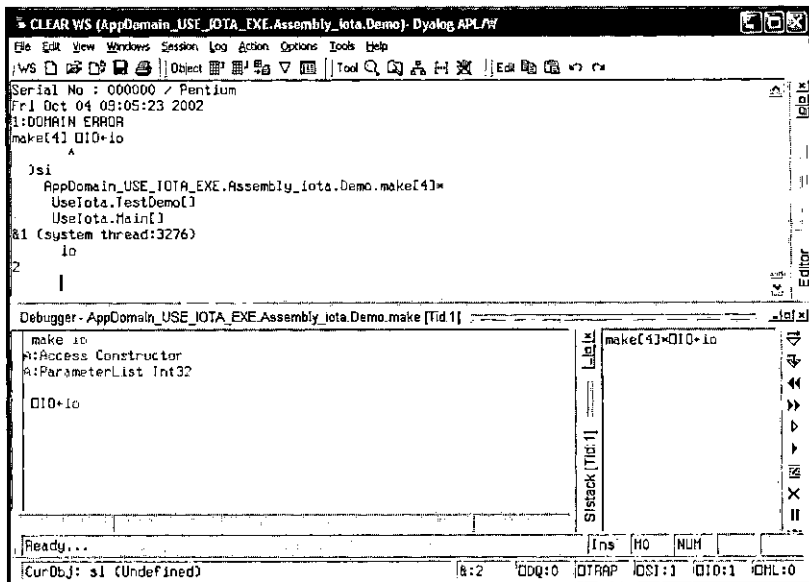 CLEAR WS (AppDomain_USE_IOTA_EXE.Assembly_iota.Demo)- Dyalog APL/W
File Edit View Windows Session Log Action Options Tools Help
WS Object Tool Edit
Serial No : 000000 / Pentium
Fri Oct 04 09:05:23 2002
1:DOMAIN ERROR
make[4] ⎕IO←io
∧
)si
AppDomain_USE_IOTA_EXE.Assembly_iota.Demo.make[4]*
UseIota.TestDemo[]
UseIota.Main[]
&1 (system thread:3276)
io
2
Editor
Debugger - AppDomain_USE_IOTA_EXE.Assembly_iota.Demo.make [Tid:1]
make io
⍝:Access Constructor
⍝:ParameterList Int32
⎕IO←io
SIstack [Tid:1]
make[4]*⎕IO←io
Ready...
Ins
NUM
CurObj: si (Undefined)
&:2
⎕DQ:0
⎕TRAP
⎕SI:1
⎕IO:1
⎕ML:0